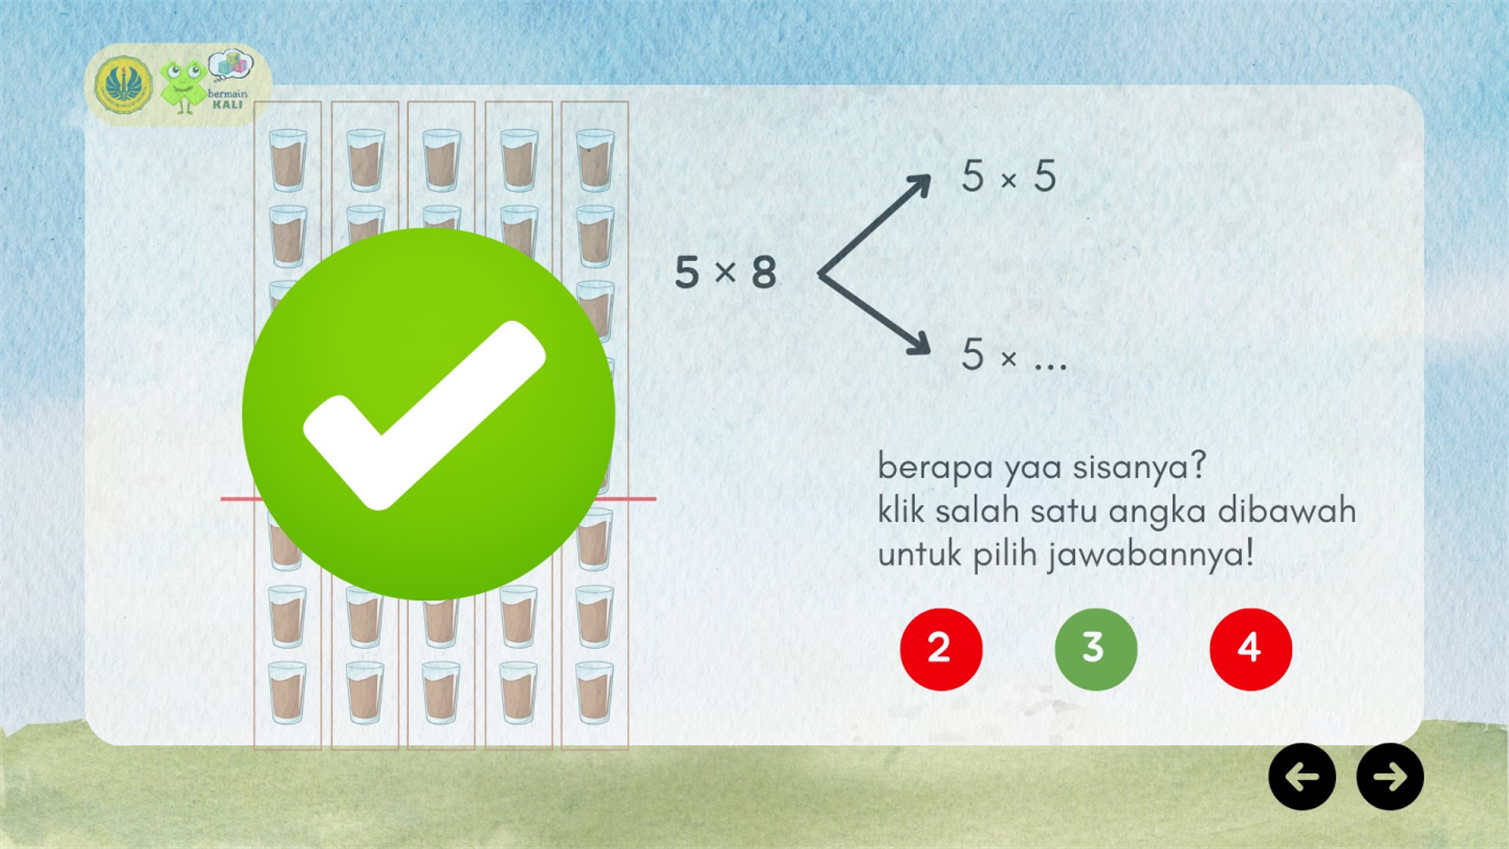 bermain
KALI
5 × 8
5 × 5
5 × ...
berapa yaa sisanya?
klik salah satu angka dibawah
untuk pilih jawabannya!
2 3 4